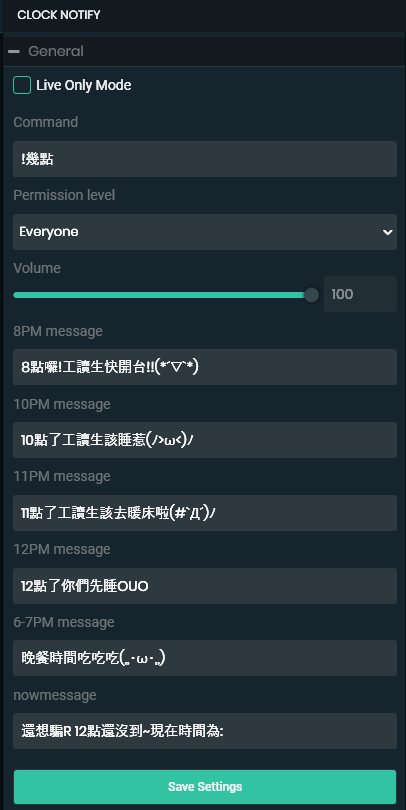 CLOCK NOTIFY
General
Live Only Mode
Command
!幾點
Permission level
Everyone
Volume
100
8PM message
8點囉!工讀生快開台!!(*´▽`*)
10PM message
10點了工讀生該睡惹(ﾉ>ω<)ﾉ
11PM message
11點了工讀生該去暖床啦(#`Д´)ﾉ
12PM message
12點了你們先睡OUO
6-7PM message
晚餐時間吃吃吃(„･ω･„)
nowmessage
還想騙R 12點還沒到~現在時間為:
Save Settings